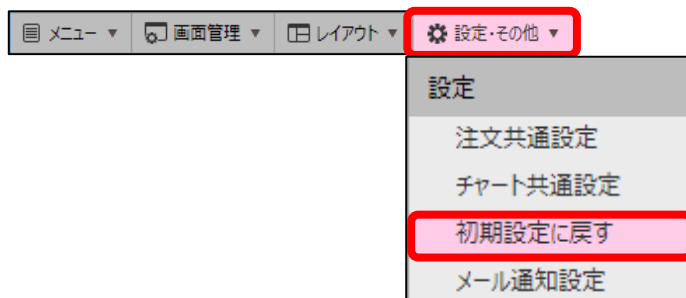 メニュー ▼ 画面管理 ▼ レイアウト ▼ 設定・その他 ▼
設定
注文共通設定
チャート共通設定
初期設定に戻す
メール通知設定